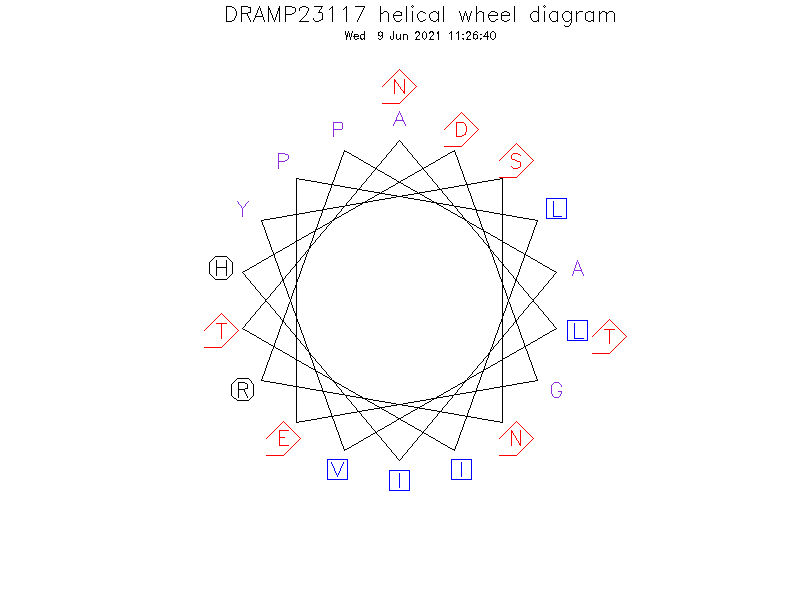 DRAMP23117 helical wheel diagram
Wed 9 Jun 2021 11:26:40
N
P A D
P S
Y L
H A
T L T
R G
E N
V I I